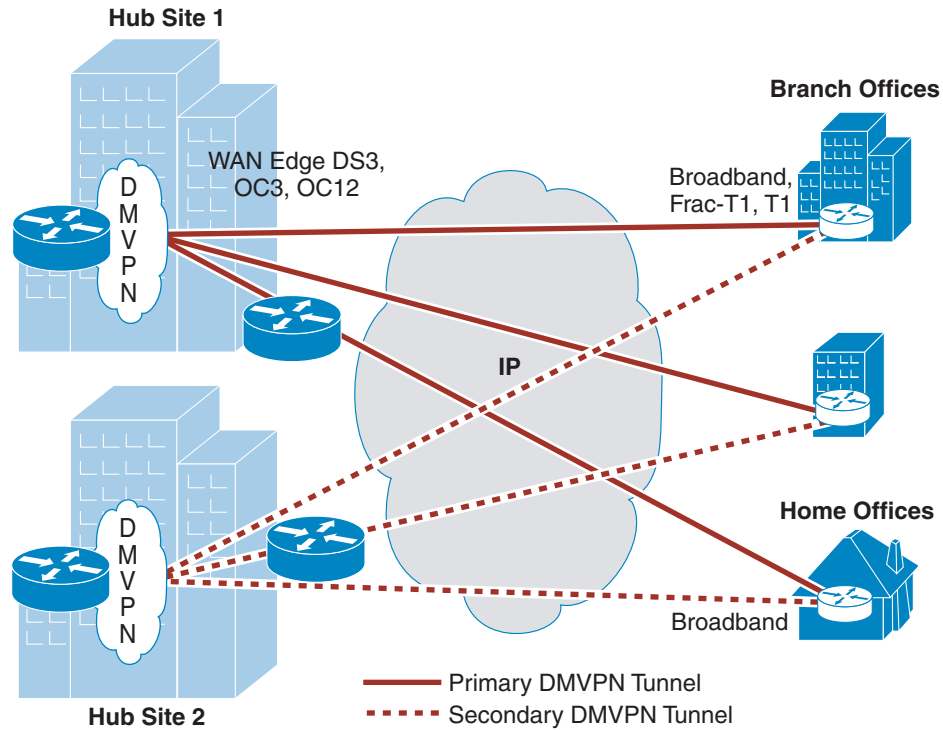 Hub Site 1
Branch Offices
WAN Edge DS3,
OC3, OC12
Broadband,
Frac-T1, T1
D
M
V
P
N
IP
Home Offices
D
M
V
P
N
Broadband
Hub Site 2
Primary DMVPN Tunnel
Secondary DMVPN Tunnel